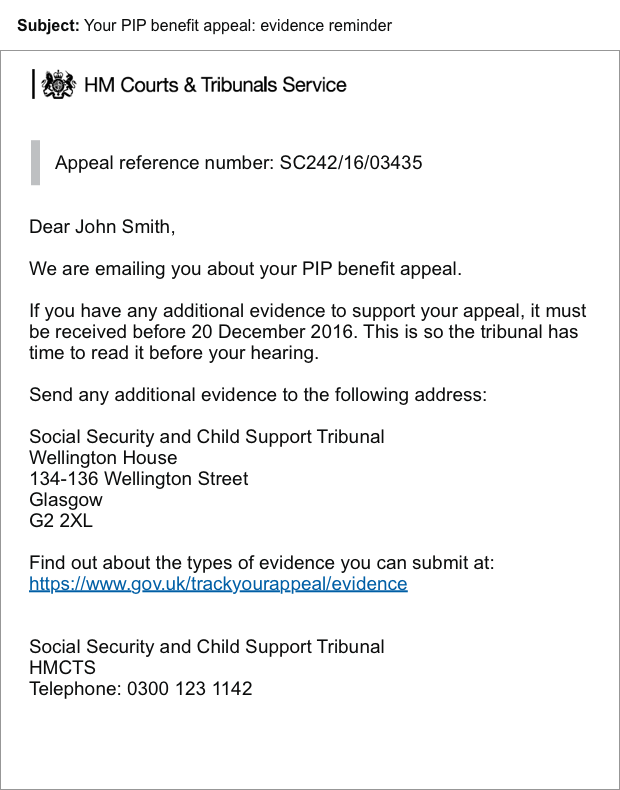 Subject: Your PIP benefit appeal: evidence reminder
HM Courts & Tribunals Service
Appeal reference number: SC242/16/03435
Dear John Smith,
We are emailing you about your PIP benefit appeal.
If you have any additional evidence to support your appeal, it must
be received before 20 December 2016. This is so the tribunal has
time to read it before your hearing.
Send any additional evidence to the following address:
Social Security and Child Support Tribunal
Wellington House
134-136 Wellington Street
Glasgow
G2 2XL
Find out about the types of evidence you can submit at:
https://www.gov.uk/trackyourappeal/evidence
Social Security and Child Support Tribunal
HMCTS
Telephone: 0300 123 1142